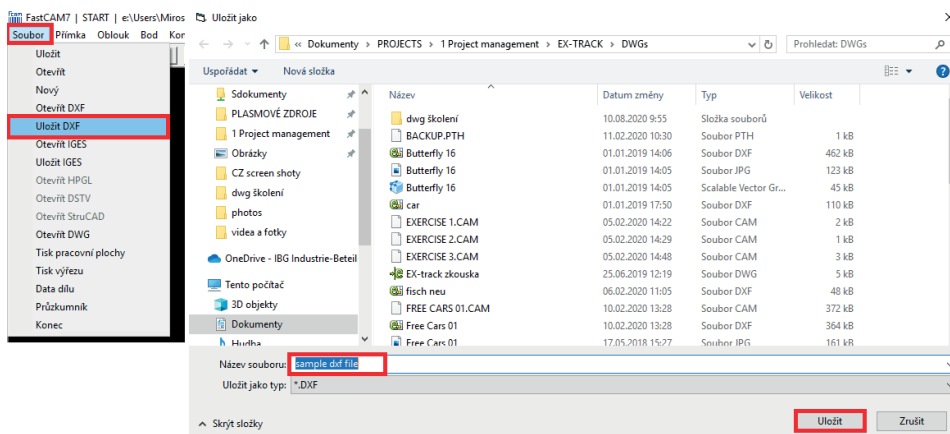 FastCAM7 | START | e:\Users\Miros
Soubor Přímka Oblouk Bod Kor
Uložit
Otevřít
Nový
Otevřít DXF
Uložit DXF
Otevřít IGES
Uložit IGES
Otevřít HPGL
Otevřít DSTV
Otevřít StruCAD
Otevřít DWG
Tisk pracovní plochy
Tisk výřezu
Data dílu
Průzkumník
Konec
Uložit jako
« Dokumenty > PROJECTS > 1 Project management > EX-TRACK > DWGs
Prohledat: DWGs
Uspořádat Nová složka
Sdokumenty
PLASMOVÉ ZDROJE
1 Project management
Obrázky
CZ screen shoty
dwg školení
photos
videa a fotky
OneDrive - IBG Industrie-Beteil
Tento počítač
3D objekty
Dokumenty
Hudba
Název Datum změny Typ Velikost
dwg školení 10.08.2020 9:55 Složka souborů
BACKUP.PTH 11.02.2020 10:30 Soubor PTH 1 kB
Butterfly 16 01.01.2019 14:06 Soubor DXF 462 kB
Butterfly 16 01.01.2019 14:05 Soubor JPG 123 kB
Butterfly 16 01.01.2019 14:05 Scalable Vector Gr... 45 kB
car 01.01.2019 17:50 Soubor DXF 110 kB
EXERCISE 1.CAM 05.02.2020 14:22 Soubor CAM 2 kB
EXERCISE 2.CAM 05.02.2020 14:29 Soubor CAM 1 kB
EXERCISE 3.CAM 05.02.2020 14:48 Soubor CAM 3 kB
EX-track zkouska 25.06.2019 12:19 Soubor DWG 5 kB
fisch neu 06.02.2020 11:05 Soubor DXF 48 kB
FREE CARS 01.CAM 10.02.2020 13:28 Soubor CAM 372 kB
Free Cars 01 10.02.2020 13:28 Soubor DXF 364 kB
Free Cars 01 17.05.2018 15:27 Soubor JPG 161 kB
Název souboru: sample dxf file
Uložit jako typ: *.DXF
Skrýt složky
Uložit Zrušit